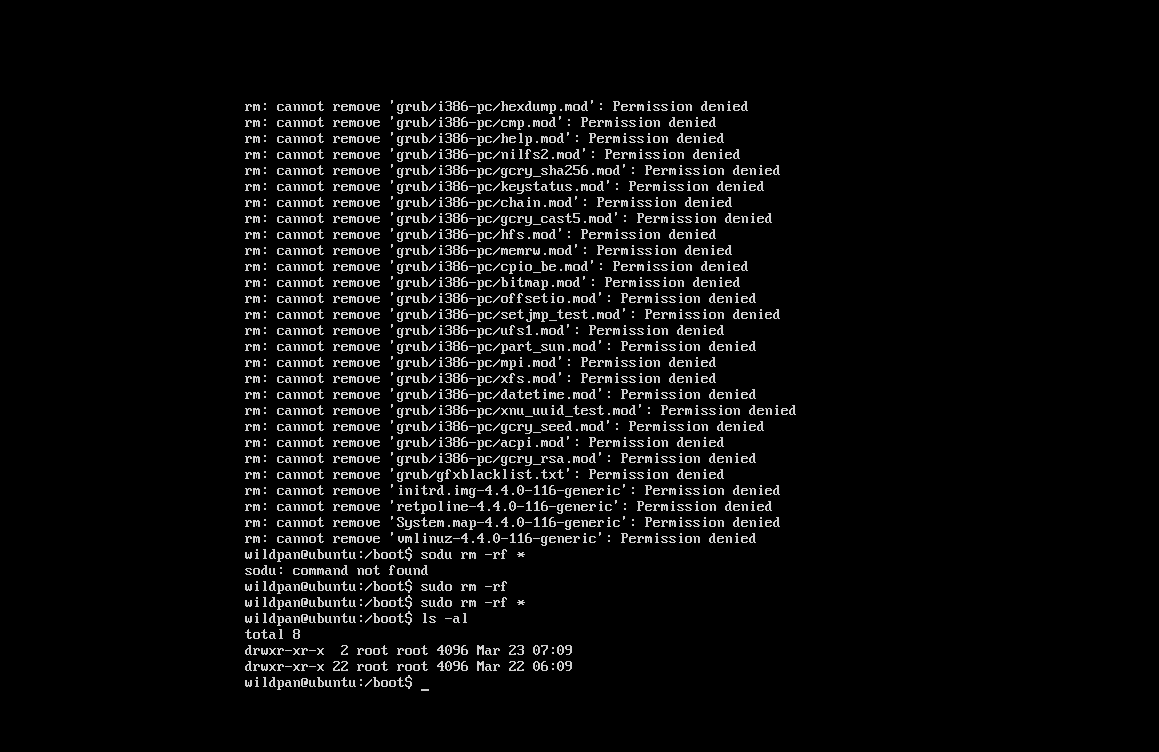 rm: cannot remove 'grub/i386-pc/hexdump.mod': Permission denied
rm: cannot remove 'grub/i386-pc/cmp.mod': Permission denied
rm: cannot remove 'grub/i386-pc/help.mod': Permission denied
rm: cannot remove 'grub/i386-pc/nilfs2.mod': Permission denied
rm: cannot remove 'grub/i386-pc/gcry_sha256.mod': Permission denied
rm: cannot remove 'grub/i386-pc/keystatus.mod': Permission denied
rm: cannot remove 'grub/i386-pc/chain.mod': Permission denied
rm: cannot remove 'grub/i386-pc/gcry_cast5.mod': Permission denied
rm: cannot remove 'grub/i386-pc/hfs.mod': Permission denied
rm: cannot remove 'grub/i386-pc/memrw.mod': Permission denied
rm: cannot remove 'grub/i386-pc/cpio_be.mod': Permission denied
rm: cannot remove 'grub/i386-pc/bitmap.mod': Permission denied
rm: cannot remove 'grub/i386-pc/offsetio.mod': Permission denied
rm: cannot remove 'grub/i386-pc/setjmp_test.mod': Permission denied
rm: cannot remove 'grub/i386-pc/ufs1.mod': Permission denied
rm: cannot remove 'grub/i386-pc/part_sun.mod': Permission denied
rm: cannot remove 'grub/i386-pc/mpi.mod': Permission denied
rm: cannot remove 'grub/i386-pc/xfs.mod': Permission denied
rm: cannot remove 'grub/i386-pc/datetime.mod': Permission denied
rm: cannot remove 'grub/i386-pc/xnu_uuid_test.mod': Permission denied
rm: cannot remove 'grub/i386-pc/gcry_seed.mod': Permission denied
rm: cannot remove 'grub/i386-pc/acpi.mod': Permission denied
rm: cannot remove 'grub/i386-pc/gcry_rsa.mod': Permission denied
rm: cannot remove 'grub/gfxblacklist.txt': Permission denied
rm: cannot remove 'initrd.img-4.4.0-116-generic': Permission denied
rm: cannot remove 'retpoline-4.4.0-116-generic': Permission denied
rm: cannot remove 'System.map-4.4.0-116-generic': Permission denied
rm: cannot remove 'vmlinuz-4.4.0-116-generic': Permission denied
wildpan@ubuntu:/boot$ sodu rm -rf *
sodu: command not found
wildpan@ubuntu:/boot$ sudo rm -rf
wildpan@ubuntu:/boot$ sudo rm -rf *
wildpan@ubuntu:/boot$ ls -al
total 8
drwxr-xr-x  2 root root 4096 Mar 23 07:09
drwxr-xr-x 22 root root 4096 Mar 22 06:09
wildpan@ubuntu:/boot$ _